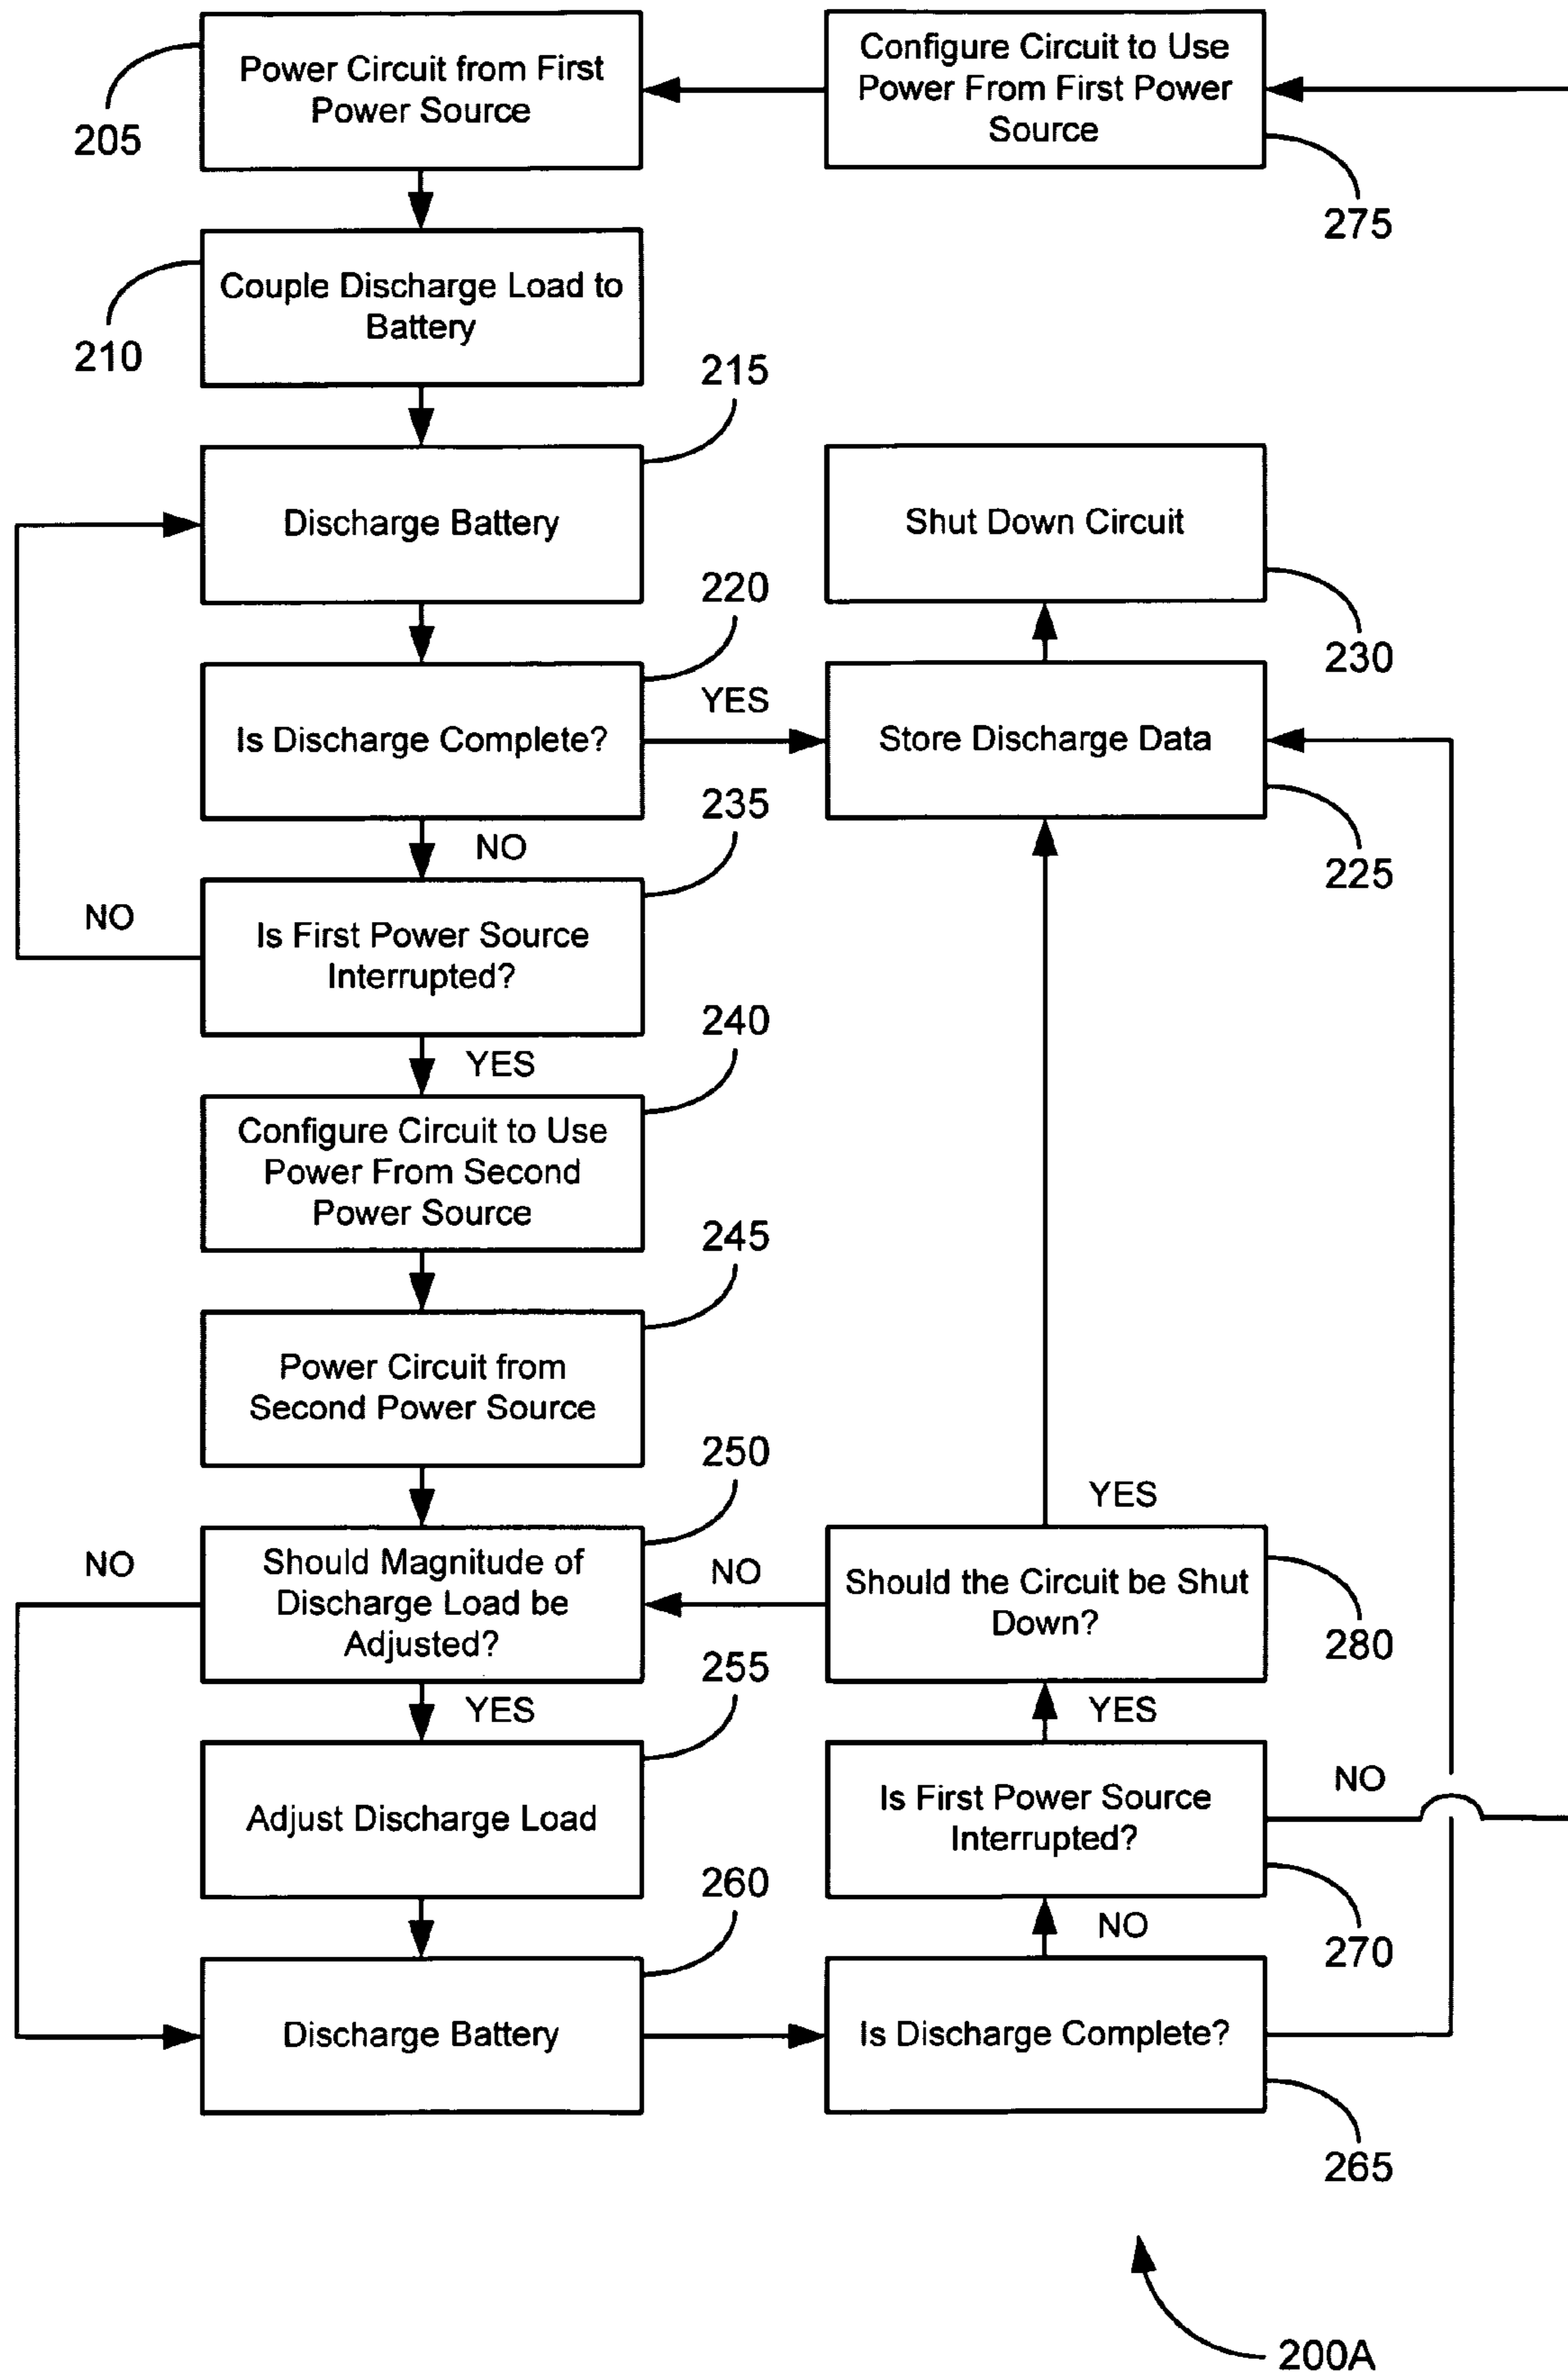 Power Circuit from First
Power Source
205
Configure Circuit to Use
Power From First Power
Source
275
Couple Discharge Load to
Battery
210
215
Discharge Battery
Shut Down Circuit
230
220
Is Discharge Complete?
YES
Store Discharge Data
225
NO
235
Is First Power Source
Interrupted?
NO
YES
240
Configure Circuit to Use
Power From Second
Power Source
245
Power Circuit from
Second Power Source
250
Should Magnitude of
Discharge Load be
Adjusted?
NO
NO
YES
Should the Circuit be Shut
Down?
280
YES
255
Adjust Discharge Load
YES
Is First Power Source
Interrupted?
NO
270
260
Discharge Battery
NO
Is Discharge Complete?
265
200A